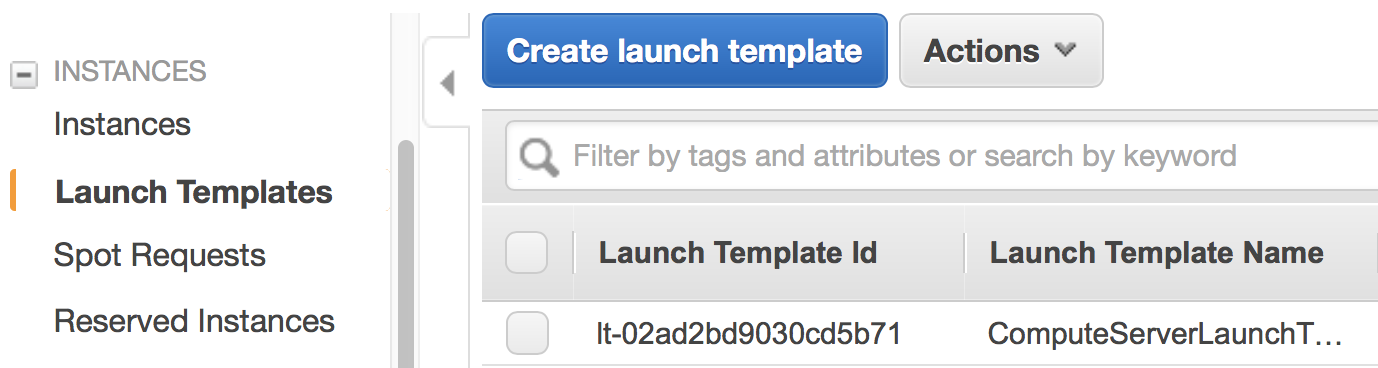 INSTANCES
Instances
Launch Templates
Spot Requests
Reserved Instances
Create launch template
Actions
Filter by tags and attributes or search by keyword
Launch Template Id Launch Template Name
lt-02ad2bd9030cd5b71 ComputeServerLaunchT…